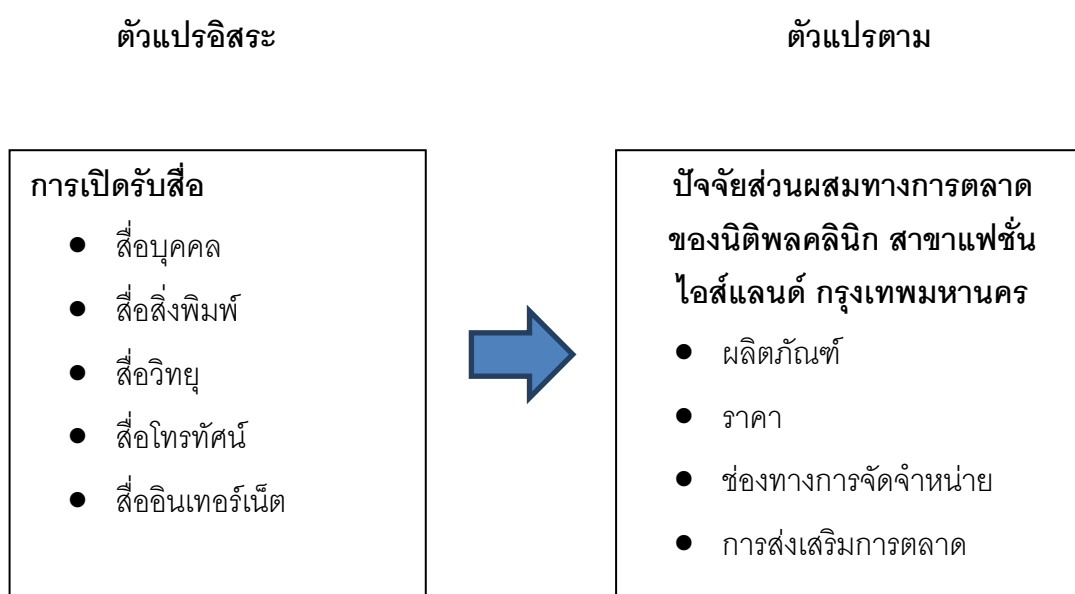 ตัวแปรอิสระ
ตัวแปรตาม
การเปิดรับสื่อ
● สื่อบุคคล
● สื่อสิ่งพิมพ์
● สื่อวิทยุ
● สื่อโทรทัศน์
● สื่ออินเทอร์เน็ต
ปัจจัยส่วนผสมทางการตลาด
ของนิติพลคลินิก สาขาแฟชั่น
ไอส์แลนด์ กรุงเทพมหานคร
● ผลิตภัณฑ์
● ราคา
● ช่องทางการจัดจำหน่าย
● การส่งเสริมการตลาด